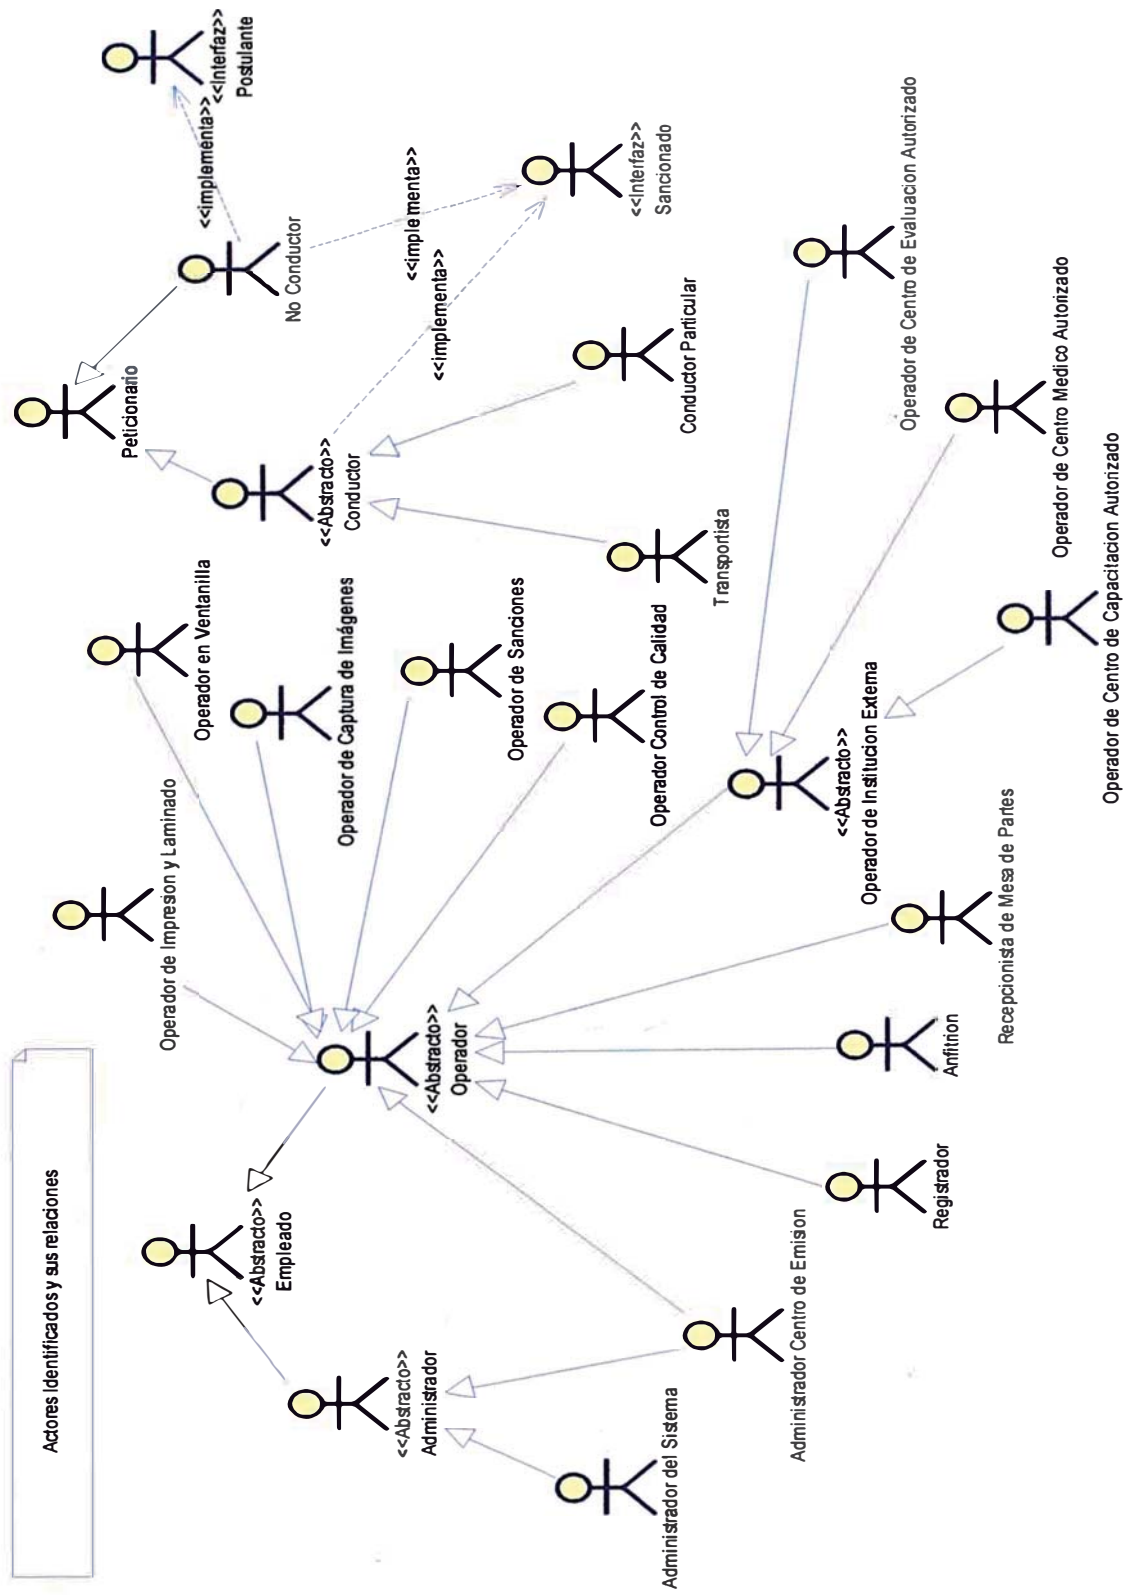 Actores Identificados y sus relaciones
<<Abstracto>>
Empleado
<<Abstracto>>
Administrador
Administrador del Sistema
Administrador Centro de Emision
<<Abstracto>>
Operador
Operador de Impresion y Laminado
Operador en Ventanilla
Operador de Captura de Imágenes
Operador de Sanciones
Operador Control de Calidad
Registrador
Anfitrion
Recepcionista de Mesa de Partes
<<Abstracto>>
Operador de Institucion Externa
Operador de Centro de Capacitacion Autorizado
Operador de Centro Medico Autorizado
Operador de Centro de Evaluacion Autorizado
Peticionario
<<Abstracto>>
Conductor
Transportista
Conductor Particular
No Conductor
<<implementa>>
<<Interfaz>>
Postulante
<<implementa>>
<<implementa>>
<<Interfaz>>
Sancionado